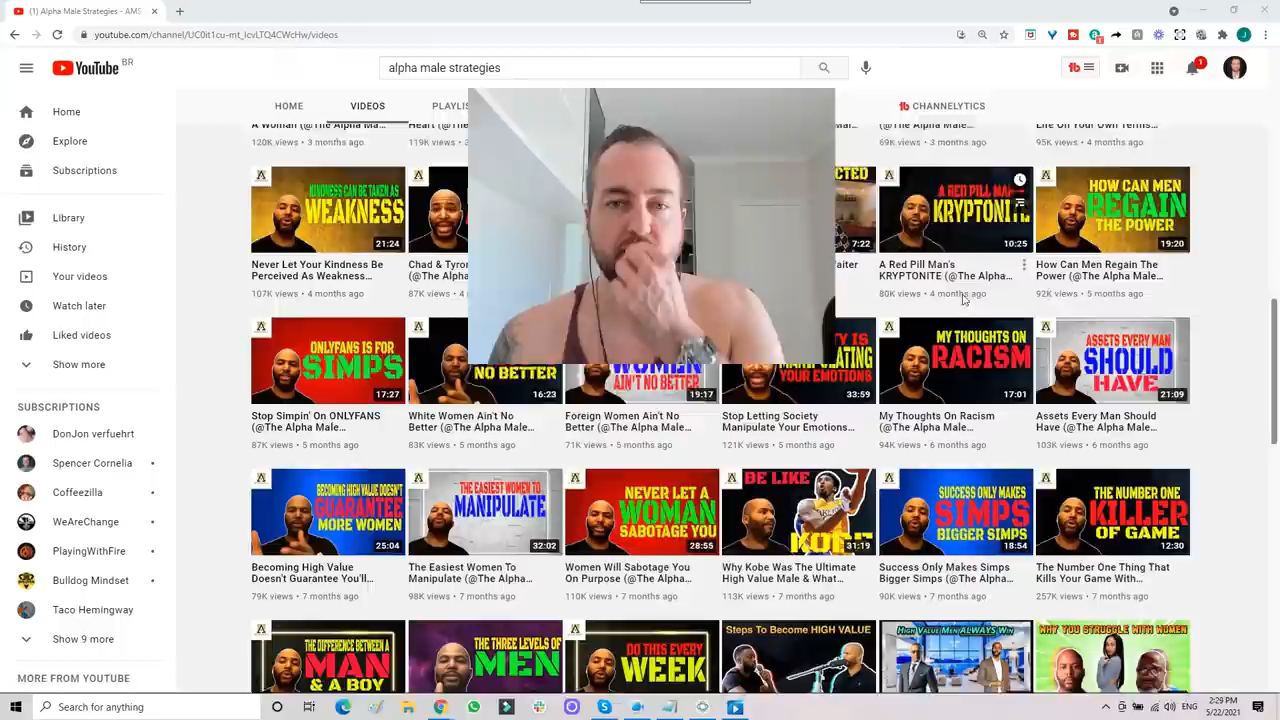 (1) Alpha Male Strategies - AMS
youtube.com/channel/UC0it1cu-mt_IcvLTQ4CWcHw/videos
YouTube BR
alpha male strategies
1
HOME
VIDEOS
CHANNELYTICS
Home
Explore
Subscriptions
Library
History
Your videos
Watch later
Liked videos
Show more
SUBSCRIPTIONS
DonJon verfuehrt
Spencer Cornelia
Coffeezilla
WeAreChange
PlayingWithFire
Bulldog Mindset
Taco Hemingway
Show 9 more
MORE FROM YOUTUBE
A Woman (@The Alpha Ma...
Heart (@The
(@The Alpha Male...
Life On Your Own Terms...
120K views • 3 months ago
119K views
69K views • 3 months ago
95K views • 4 months ago
KINDNESS CAN BE TAKEN AS
WEAKNESS
21:24
7:22
A RED PILL MAN'S
KRYPTONITE
10:25
HOW CAN MEN
REGAIN
THE POWER
19:20
Never Let Your Kindness Be
Perceived As Weakness...
107K views • 4 months ago
Chad & Tyron
(@The Alpha
87K views • 4
A Red Pill Man's
KRYPTONITE (@The Alpha...
80K views • 4 months ago
How Can Men Regain The
Power (@The Alpha Male...
92K views • 5 months ago
ONLYFANS IS FOR
SIMPS
17:27
NO BETTER
16:23
WOMEN
AIN'T NO BETTER
19:17
YOUR EMOTIONS
33:59
MY THOUGHTS ON
RACISM
17:01
ASSETS EVERY MAN
SHOULD
HAVE
21:09
Stop Simpin' On ONLYFANS
(@The Alpha Male...
87K views • 5 months ago
White Women Ain't No
Better (@The Alpha Male...
83K views • 5 months ago
Foreign Women Ain't No
Better (@The Alpha Male...
71K views • 5 months ago
Stop Letting Society
Manipulate Your Emotions...
121K views • 5 months ago
My Thoughts On Racism
(@The Alpha Male...
94K views • 6 months ago
Assets Every Man Should
Have (@The Alpha Male...
103K views • 6 months ago
BECOMING HIGH VALUE DOESN'T
GUARANTEE
MORE WOMEN
25:04
THE EASIEST WOMEN TO
MANIPULATE
32:02
NEVER LET A
WOMAN
SABOTAGE YOU
28:55
BE LIKE
KOBE
31:19
SUCCESS ONLY MAKES
SIMPS
BIGGER SIMPS
18:54
THE NUMBER ONE
KILLER
OF GAME
12:30
Becoming High Value
Doesn't Guarantee You'll...
79K views • 7 months ago
The Easiest Women To
Manipulate (@The Alpha...
98K views • 7 months ago
Women Will Sabotage You
On Purpose (@The Alpha...
110K views • 7 months ago
Why Kobe Was The Ultimate
High Value Male & What...
113K views • 7 months ago
Success Only Makes Simps
Bigger Simps (@The Alpha...
90K views • 7 months ago
The Number One Thing That
Kills Your Game With...
257K views • 7 months ago
THE DIFFERENCE BETWEEN A
MAN
& A BOY
THE THREE LEVELS OF
MEN
DO THIS EVERY
WEEK
Steps To Become HIGH VALUE
HIGH VALUE MEN ALWAYS WIN
WHY YOU STRUGGLE WITH WOMEN
Search for anything
ENG
2:29 PM
5/22/2021